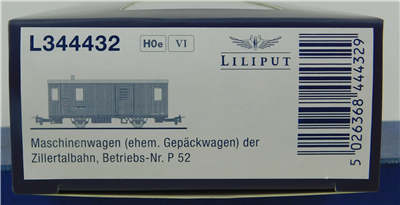 L344432
H0e VI
LILIPUT
Maschinenwagen (ehem. Gepäckwagen) der
Zillertalbahn, Betriebs-Nr. P 52
5 026368 444329